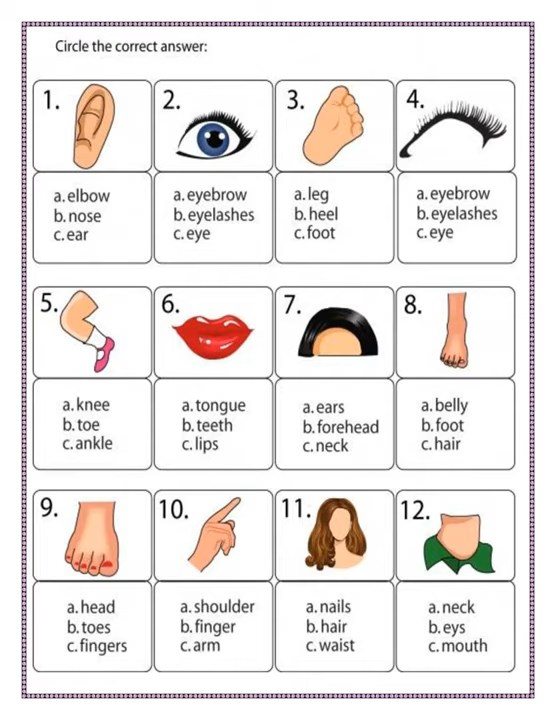 Circle the correct answer:
1. 2. 3. 4.
a. elbow
b. nose
c. ear
a. eyebrow
b. eyelashes
c. eye
a. leg
b. heel
c. foot
a. eyebrow
b. eyelashes
c. eye
5. 6. 7. 8.
a. knee
b. toe
c. ankle
a. tongue
b. teeth
c. lips
a. ears
b. forehead
c. neck
a. belly
b. foot
c. hair
9. 10. 11. 12.
a. head
b. toes
c. fingers
a. shoulder
b. finger
c. arm
a. nails
b. hair
c. waist
a. neck
b. eys
c. mouth